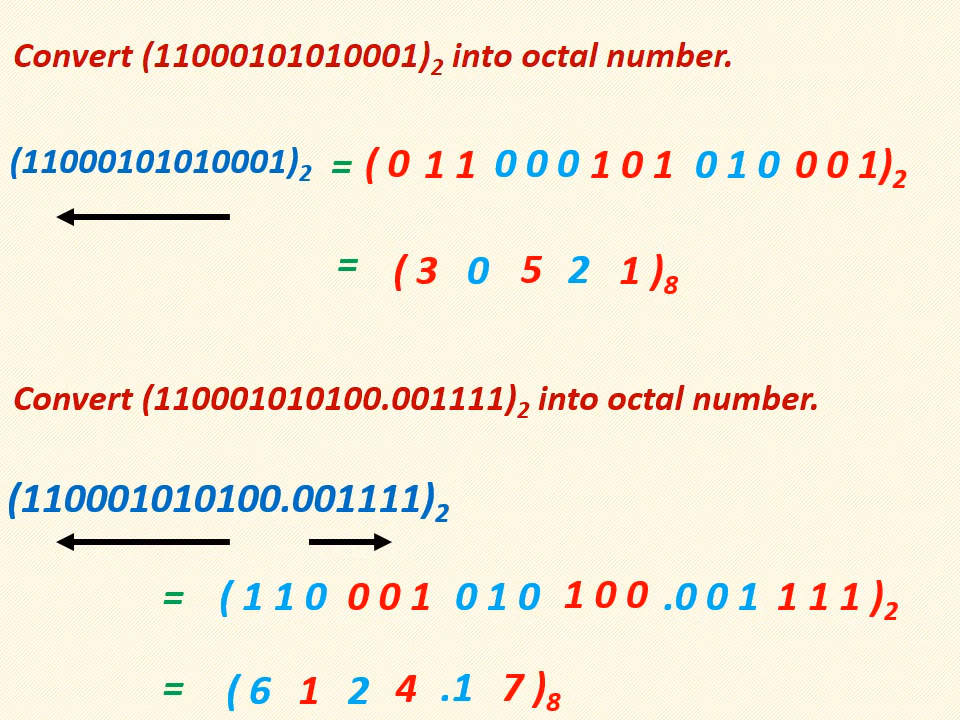 Convert (11000101010001)₂ into octal number.
(11000101010001)₂ = ( 0 1 1 0 0 0 1 0 1 0 1 0 0 0 1)₂
= ( 3 0 5 2 1 )₈
Convert (110001010100.001111)₂ into octal number.
(110001010100.001111)₂
= ( 1 1 0 0 0 1 0 1 0 1 0 0 .0 0 1 1 1 1 )₂
= ( 6 1 2 4 .1 7 )₈